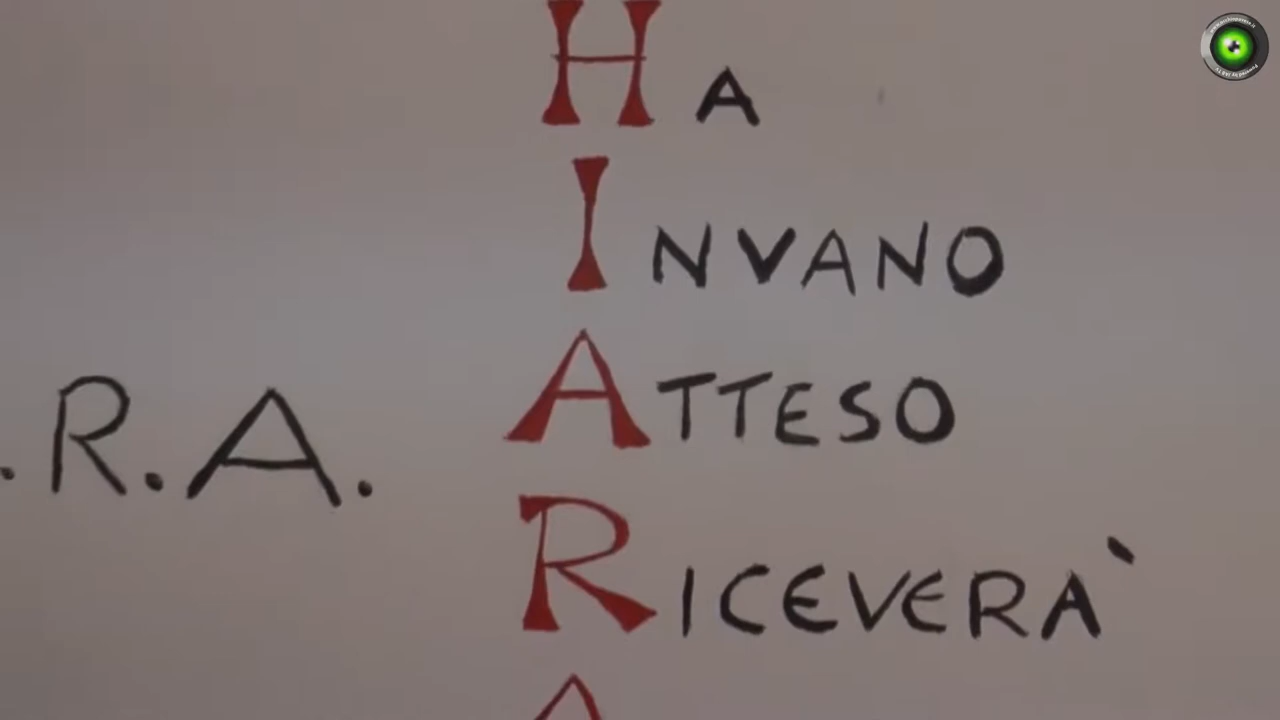 HA
INVANO
.R.A.
ATTESO
RICEVERÀ